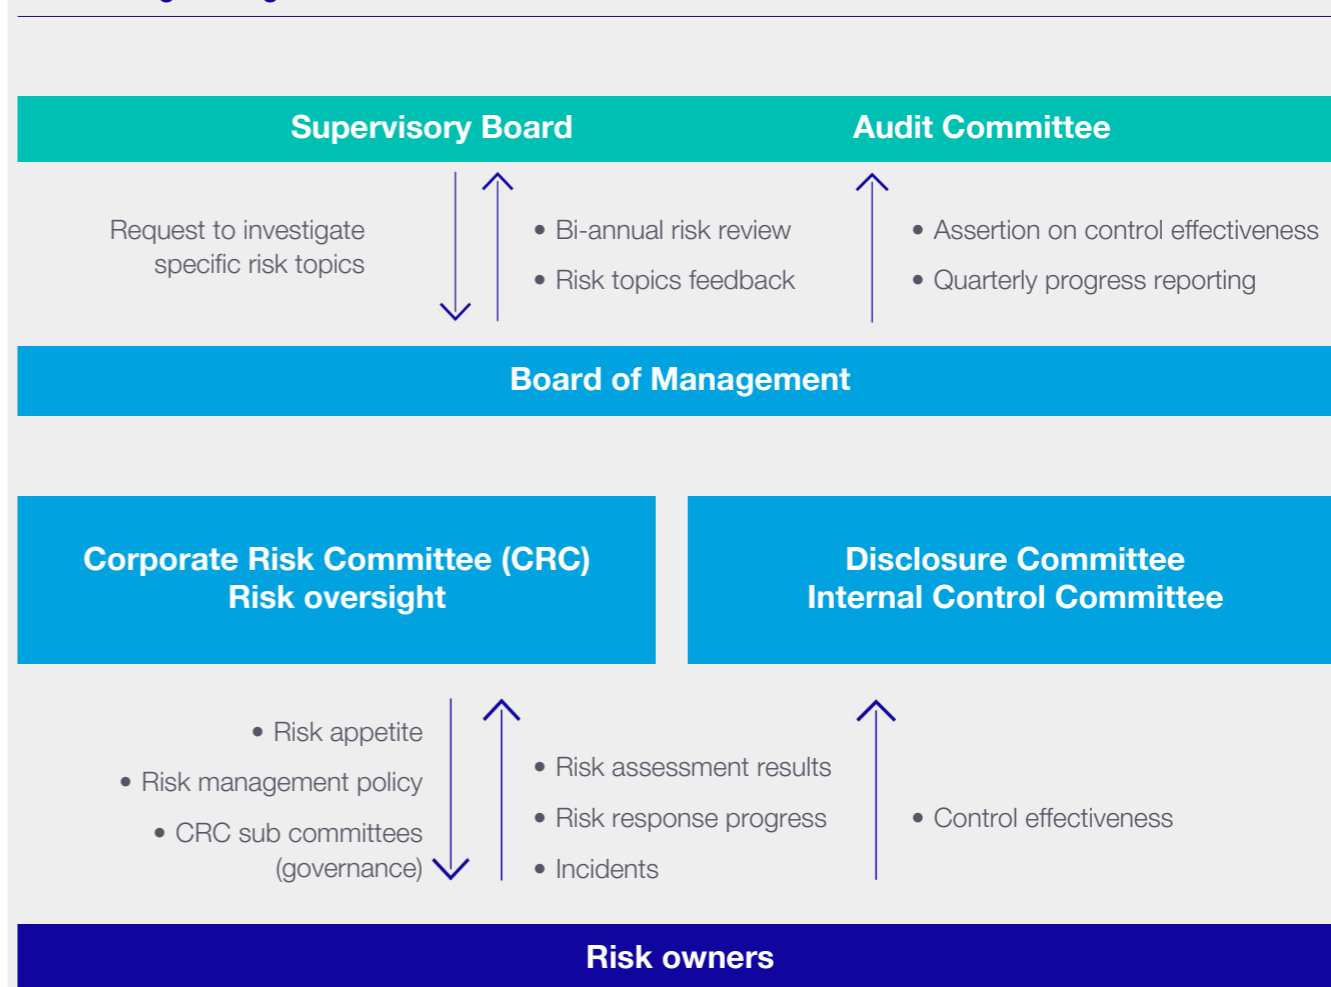 Supervisory Board
Audit Committee
Request to investigate
specific risk topics
• Bi-annual risk review
• Risk topics feedback
• Assertion on control effectiveness
• Quarterly progress reporting
Board of Management
Corporate Risk Committee (CRC)
Risk oversight
Disclosure Committee
Internal Control Committee
• Risk appetite
• Risk management policy
• CRC sub committees
(governance)
• Risk assessment results
• Risk response progress
• Incidents
• Control effectiveness
Risk owners